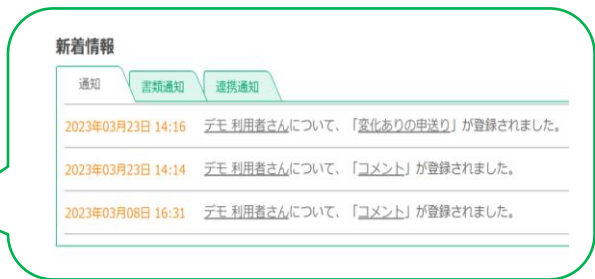 新着情報
通知 書類通知 連携通知
2023年03月23日 14:16 デモ 利用者さんについて、「変化ありの申送り」が登録されました。
2023年03月23日 14:14 デモ 利用者さんについて、「コメント」が登録されました。
2023年03月08日 16:31 デモ 利用者さんについて、「コメント」が登録されました。